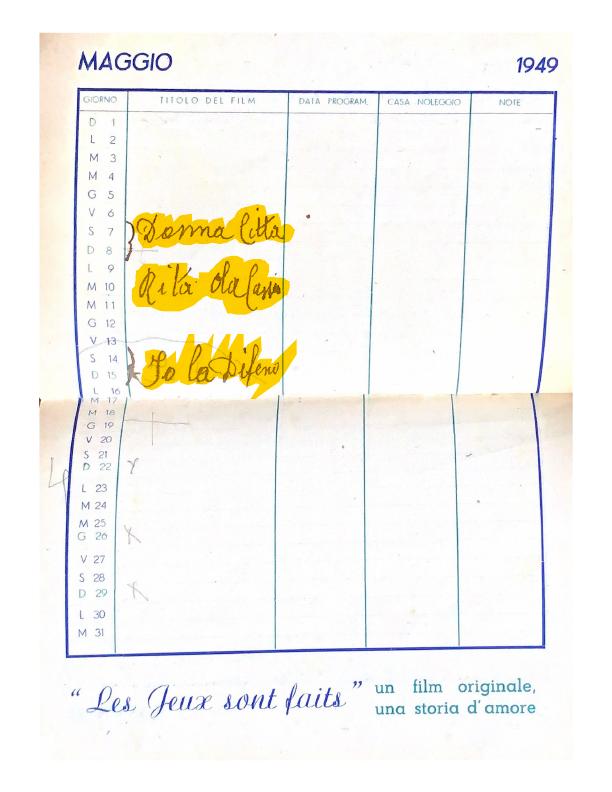 MAGGIO 1949
GIORNO TITOLO DEL FILM DATA PROGRAM. CASA NOLEGGIO NOTE
D 1
L 2
M 3
M 4
G 5
V 6
S 7 Donna Città
D 8
L 9
M 10 Rita da Cassia
M 11
G 12
V 13
S 14
D 15 Io la Difeno
L 16
M 17
M 18
G 19
V 20
S 21
D 22
L 23
M 24
M 25
G 26
V 27
S 28
D 29
L 30
M 31
“ Les Jeux sont faits ” un film originale,
una storia d'amore